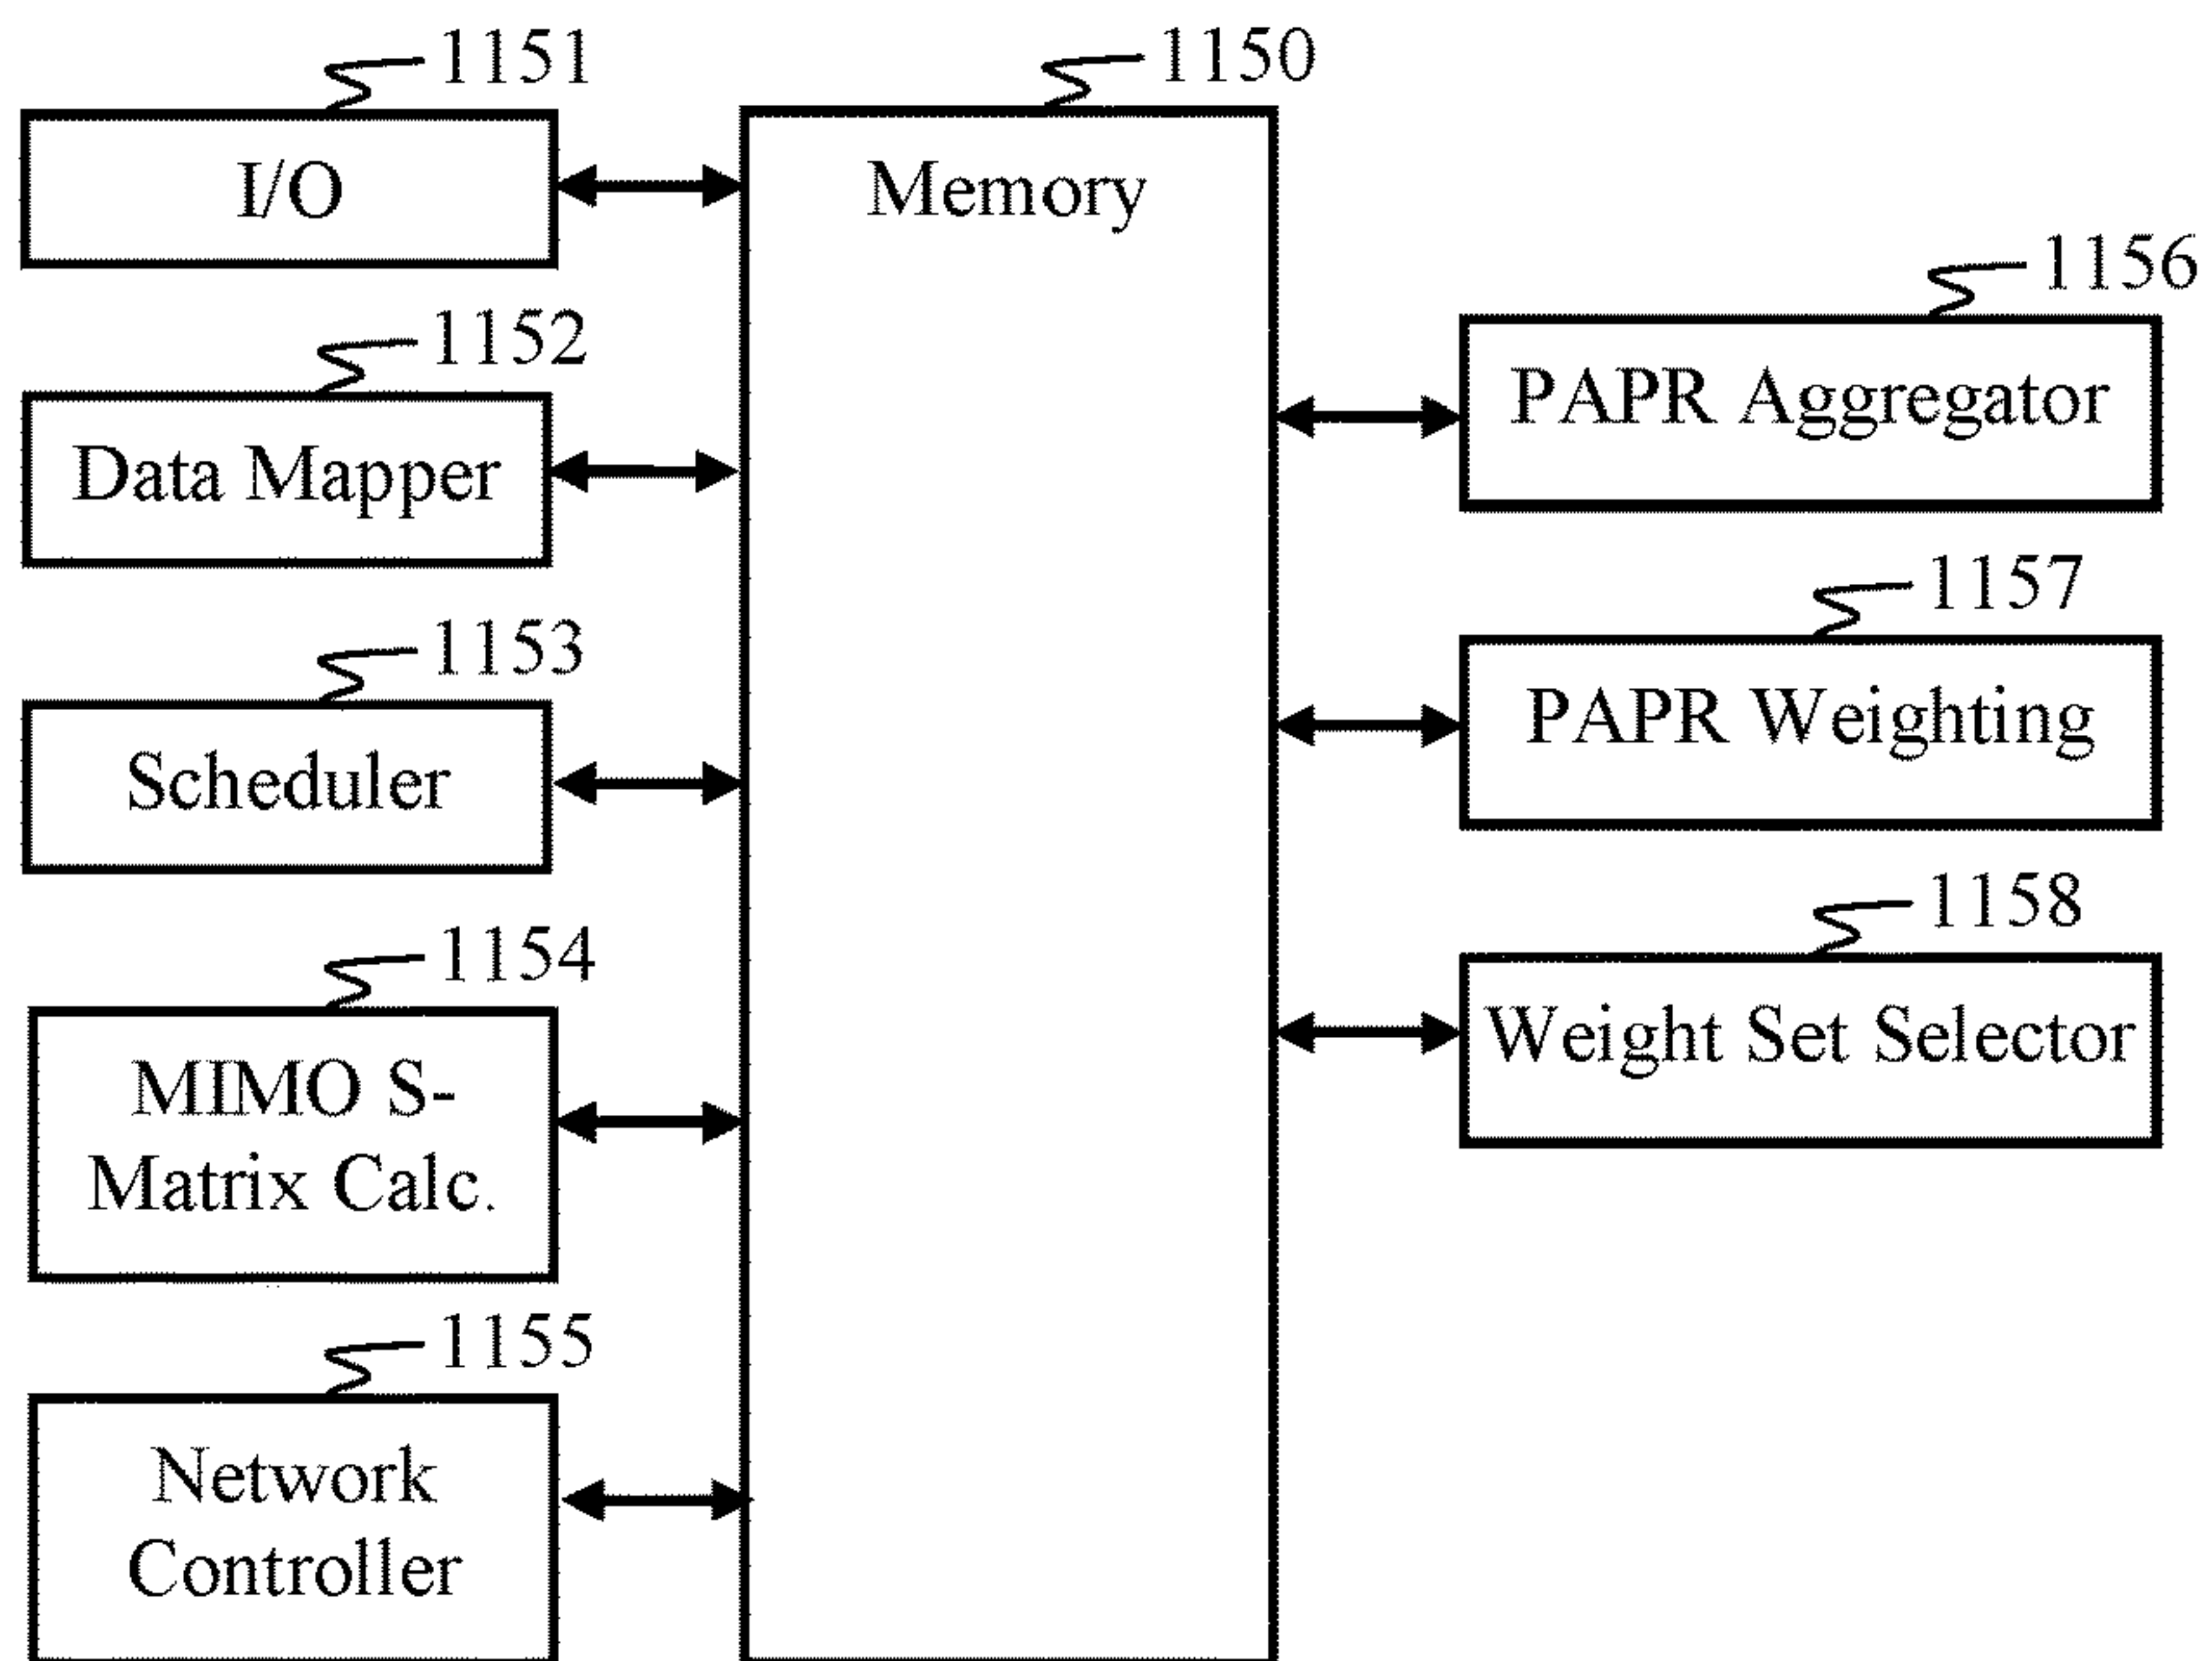 1151
I/O
1152
Data Mapper
1153
Scheduler
1154
MIMO S-
Matrix Calc.
1155
Network
Controller
1150
Memory
1156
PAPR Aggregator
1157
PAPR Weighting
1158
Weight Set Selector